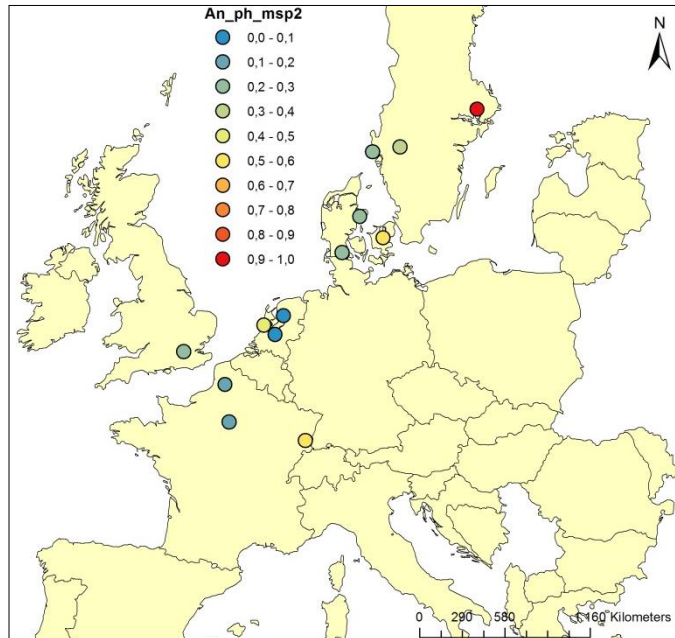 An_ph_msp2
0,0 - 0,1
0,1 - 0,2
0,2 - 0,3
0,3 - 0,4
0,4 - 0,5
0,5 - 0,6
0,6 - 0,7
0,7 - 0,8
0,8 - 0,9
0,9 - 1,0
N
0 290 580 1.160 Kilometers